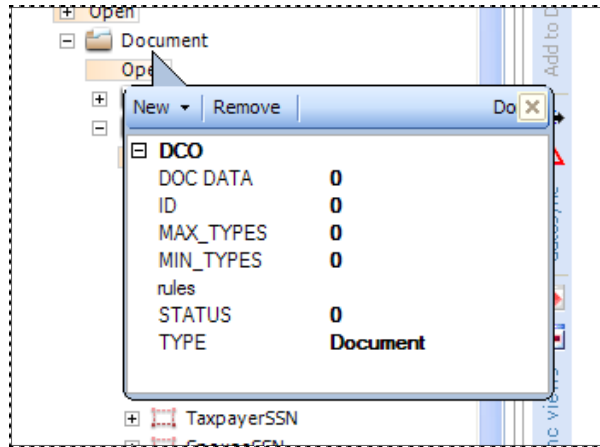 Open
Document
Ope
New Remove Do
DCO
DOC DATA 0
ID 0
MAX_TYPES 0
MIN_TYPES 0
rules
STATUS 0
TYPE Document
TaxpayerSSN
Add to D